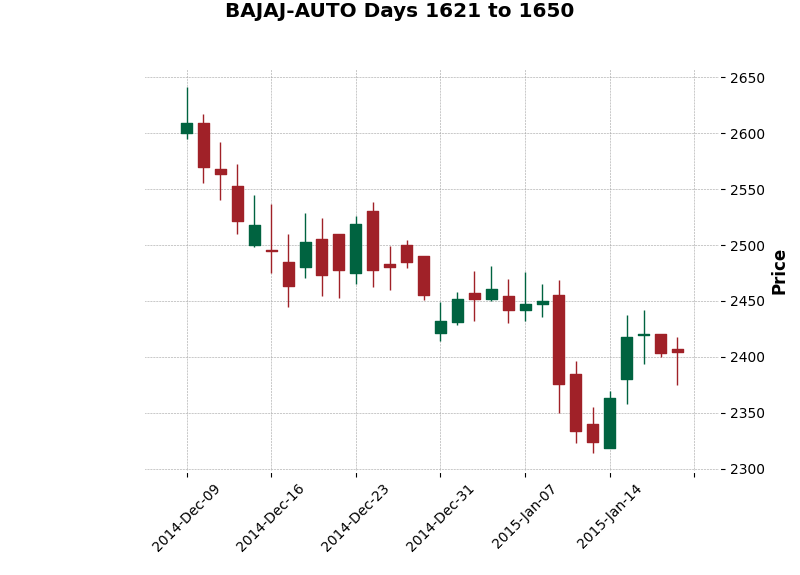 BAJAJ-AUTO Days 1621 to 1650
2650
2600
2550
2500
2450
2400
2350
2300
Price
2014-Dec-09
2014-Dec-16
2014-Dec-23
2014-Dec-31
2015-Jan-07
2015-Jan-14